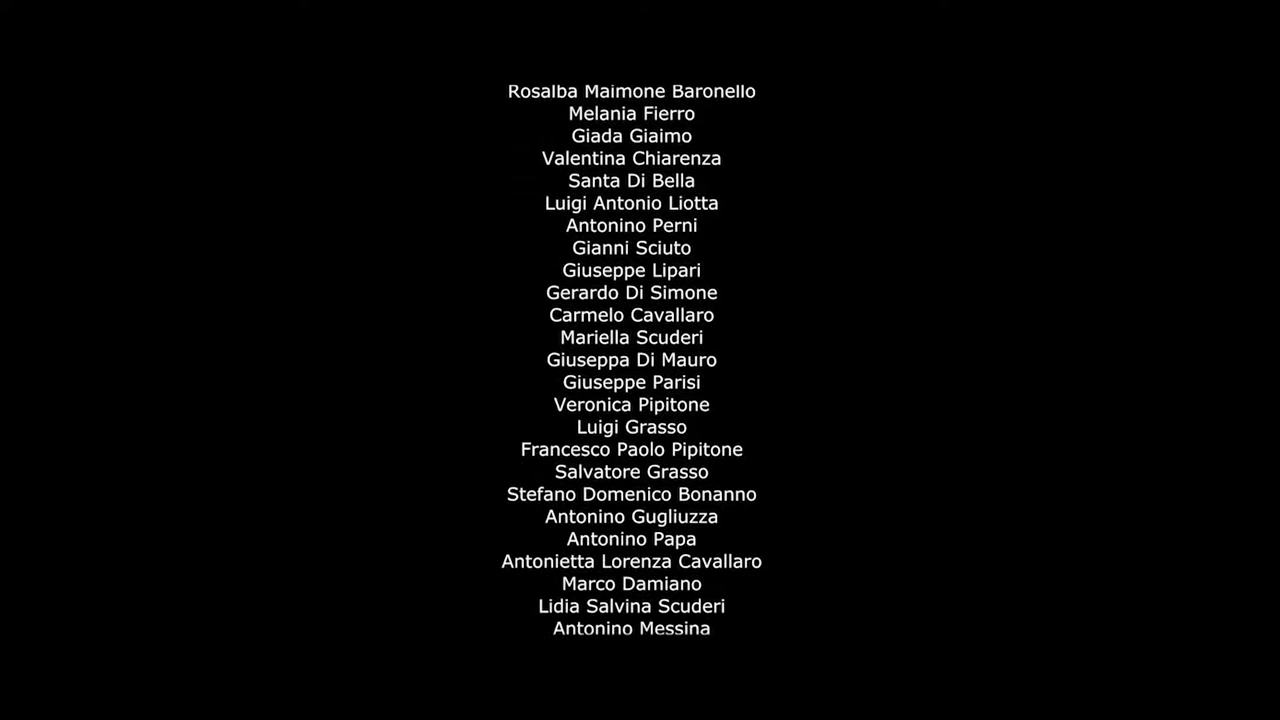 Rosalba Maimone Baronello
Melania Fierro
Giada Giaimo
Valentina Chiarenza
Santa Di Bella
Luigi Antonio Liotta
Antonino Perni
Gianni Sciuto
Giuseppe Lipari
Gerardo Di Simone
Carmelo Cavallaro
Mariella Scuderi
Giuseppa Di Mauro
Giuseppe Parisi
Veronica Pipitone
Luigi Grasso
Francesco Paolo Pipitone
Salvatore Grasso
Stefano Domenico Bonanno
Antonino Gugliuzza
Antonino Papa
Antonietta Lorenza Cavallaro
Marco Damiano
Lidia Salvina Scuderi
Antonino Messina